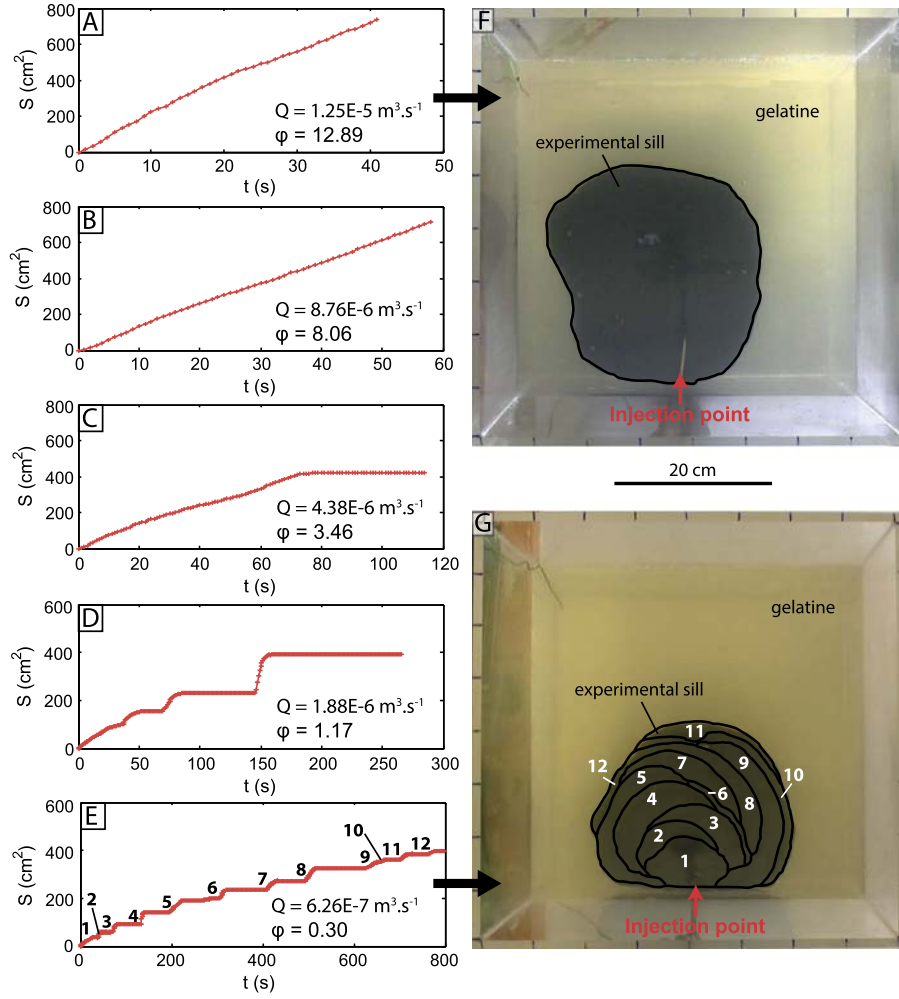 A
800
600
400
200
0
S (cm²)
0 10 20 30 40 50
t (s)
Q = 1.25E-5 m³.s⁻¹
φ = 12.89
B
800
600
400
200
0
S (cm²)
0 10 20 30 40 50 60
t (s)
Q = 8.76E-6 m³.s⁻¹
φ = 8.06
C
800
600
400
200
0
S (cm²)
0 20 40 60 80 100 120
t (s)
Q = 4.38E-6 m³.s⁻¹
φ = 3.46
D
600
400
200
0
S (cm²)
0 50 100 150 200 250 300
t (s)
Q = 1.88E-6 m³.s⁻¹
φ = 1.17
E
600
400
200
0
S (cm²)
1 2 3 4 5 6 7 8 9 10 11 12
0 200 400 600 800
t (s)
Q = 6.26E-7 m³.s⁻¹
φ = 0.30
F
gelatine
experimental sill
Injection point
20 cm
G
gelatine
experimental sill
11
12
7
9
10
5
6
4
8
3
2
1
Injection point